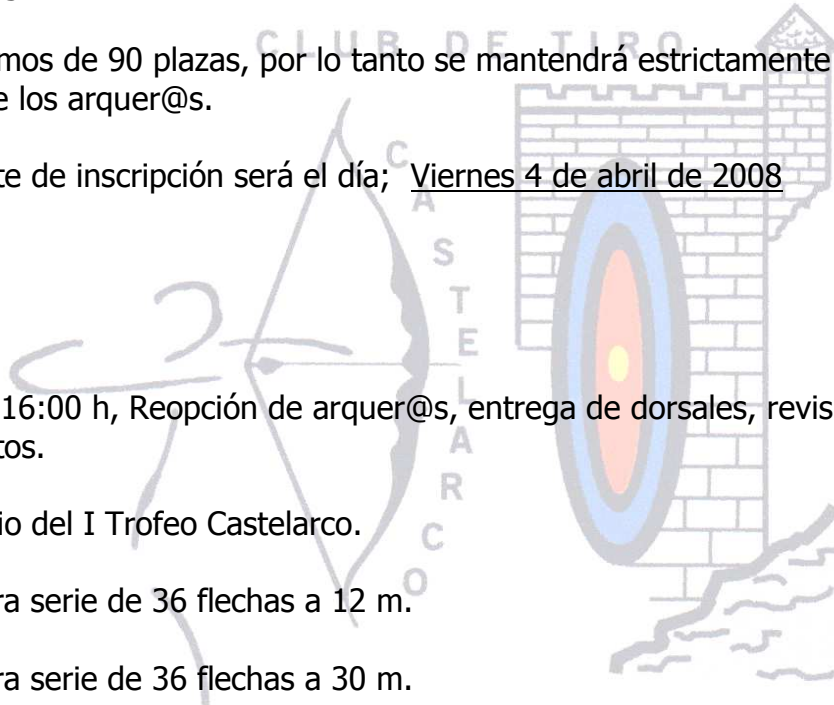 CLUB DE TIRO
mos de 90 plazas, por lo tanto se mantendrá estrictamente
e los arquer@s.
te de inscripción será el día; Viernes 4 de abril de 2008
CASTELARCO
16:00 h, Reopción de arquer@s, entrega de dorsales, revis
tos.
io del I Trofeo Castelarco.
ra serie de 36 flechas a 12 m.
ra serie de 36 flechas a 30 m.